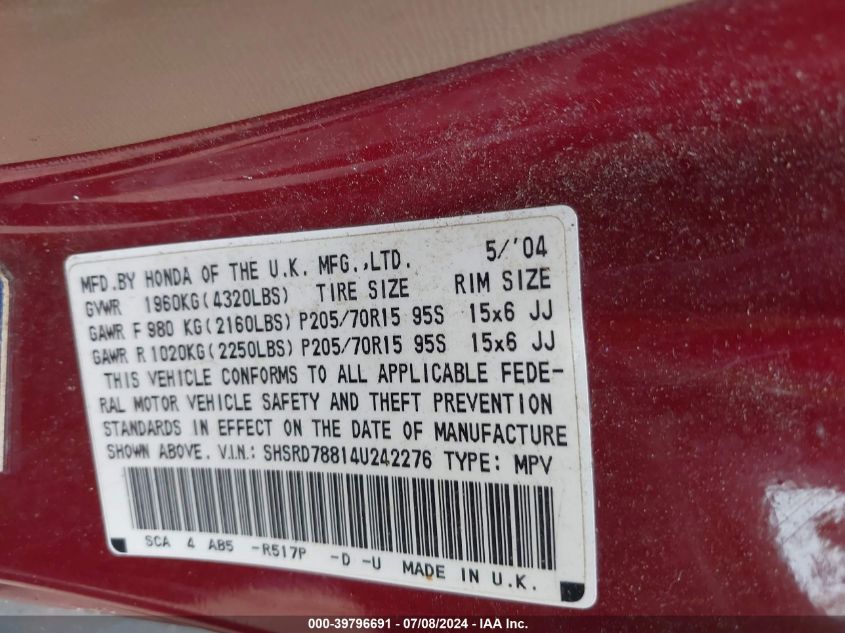 MFD.BY HONDA OF THE U.K. MFG.,LTD. 5/'04
GVWR 1960KG(4320LBS) TIRE SIZE RIM SIZE
GAWR F 980 KG(2160LBS) P205/70R15 95S 15x6 JJ
GAWR R 1020KG(2250LBS) P205/70R15 95S 15x6 JJ
THIS VEHICLE CONFORMS TO ALL APPLICABLE FEDE-
RAL MOTOR VEHICLE SAFETY AND THEFT PREVENTION
STANDARDS IN EFFECT ON THE DATE OF MANUFACTURE
SHOWN ABOVE. V.I.N: SHSRD78814U242276 TYPE: MPV
SCA 4 AB5 -R517P -D -U MADE IN U.K.
000-39796691 - 07/08/2024 - IAA, Inc.